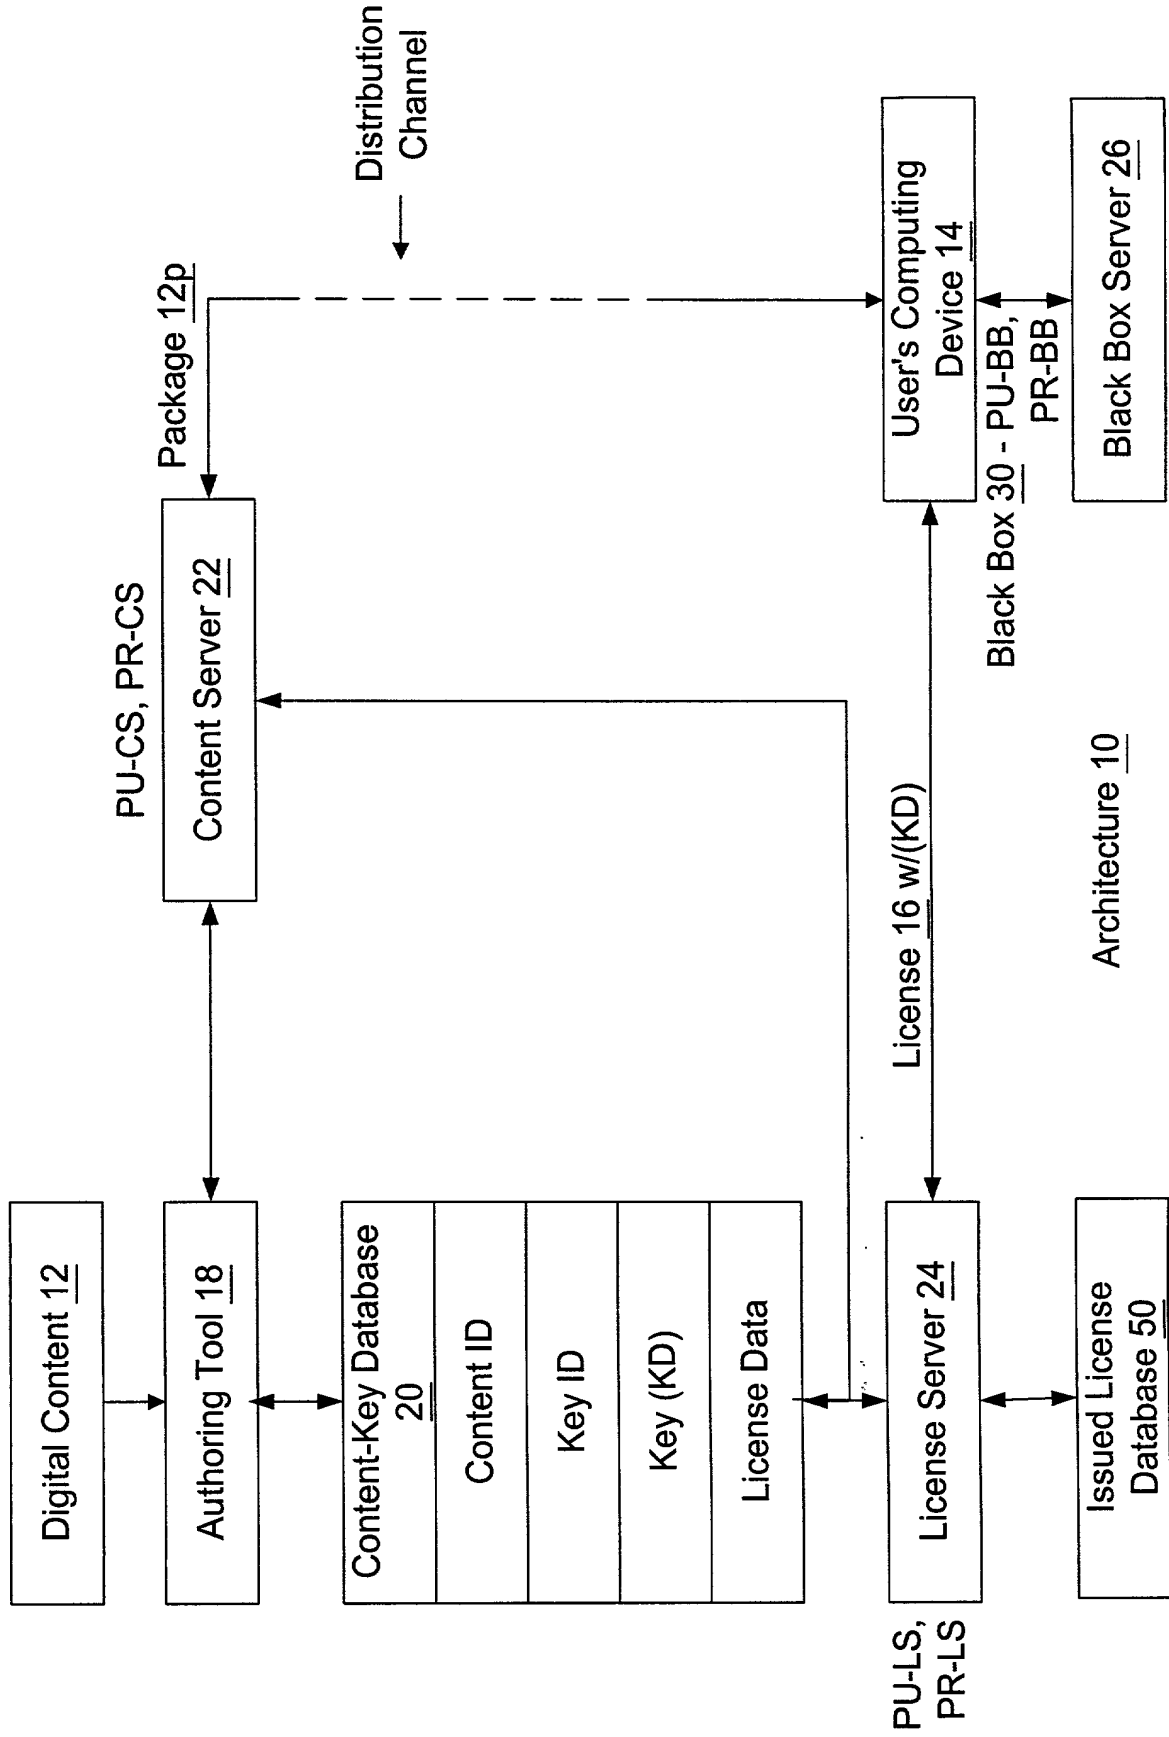 Digital Content 12
Authoring Tool 18
Content-Key Database
20
Content ID
Key ID
Key (KD)
License Data
PU-LS,
PR-LS
License Server 24
Issued License
Database 50
PU-CS, PR-CS
Content Server 22
Package 12p
Distribution
Channel
License 16 w/(KD)
User's Computing
Device 14
Black Box 30 - PU-BB,
PR-BB
Black Box Server 26
Architecture 10